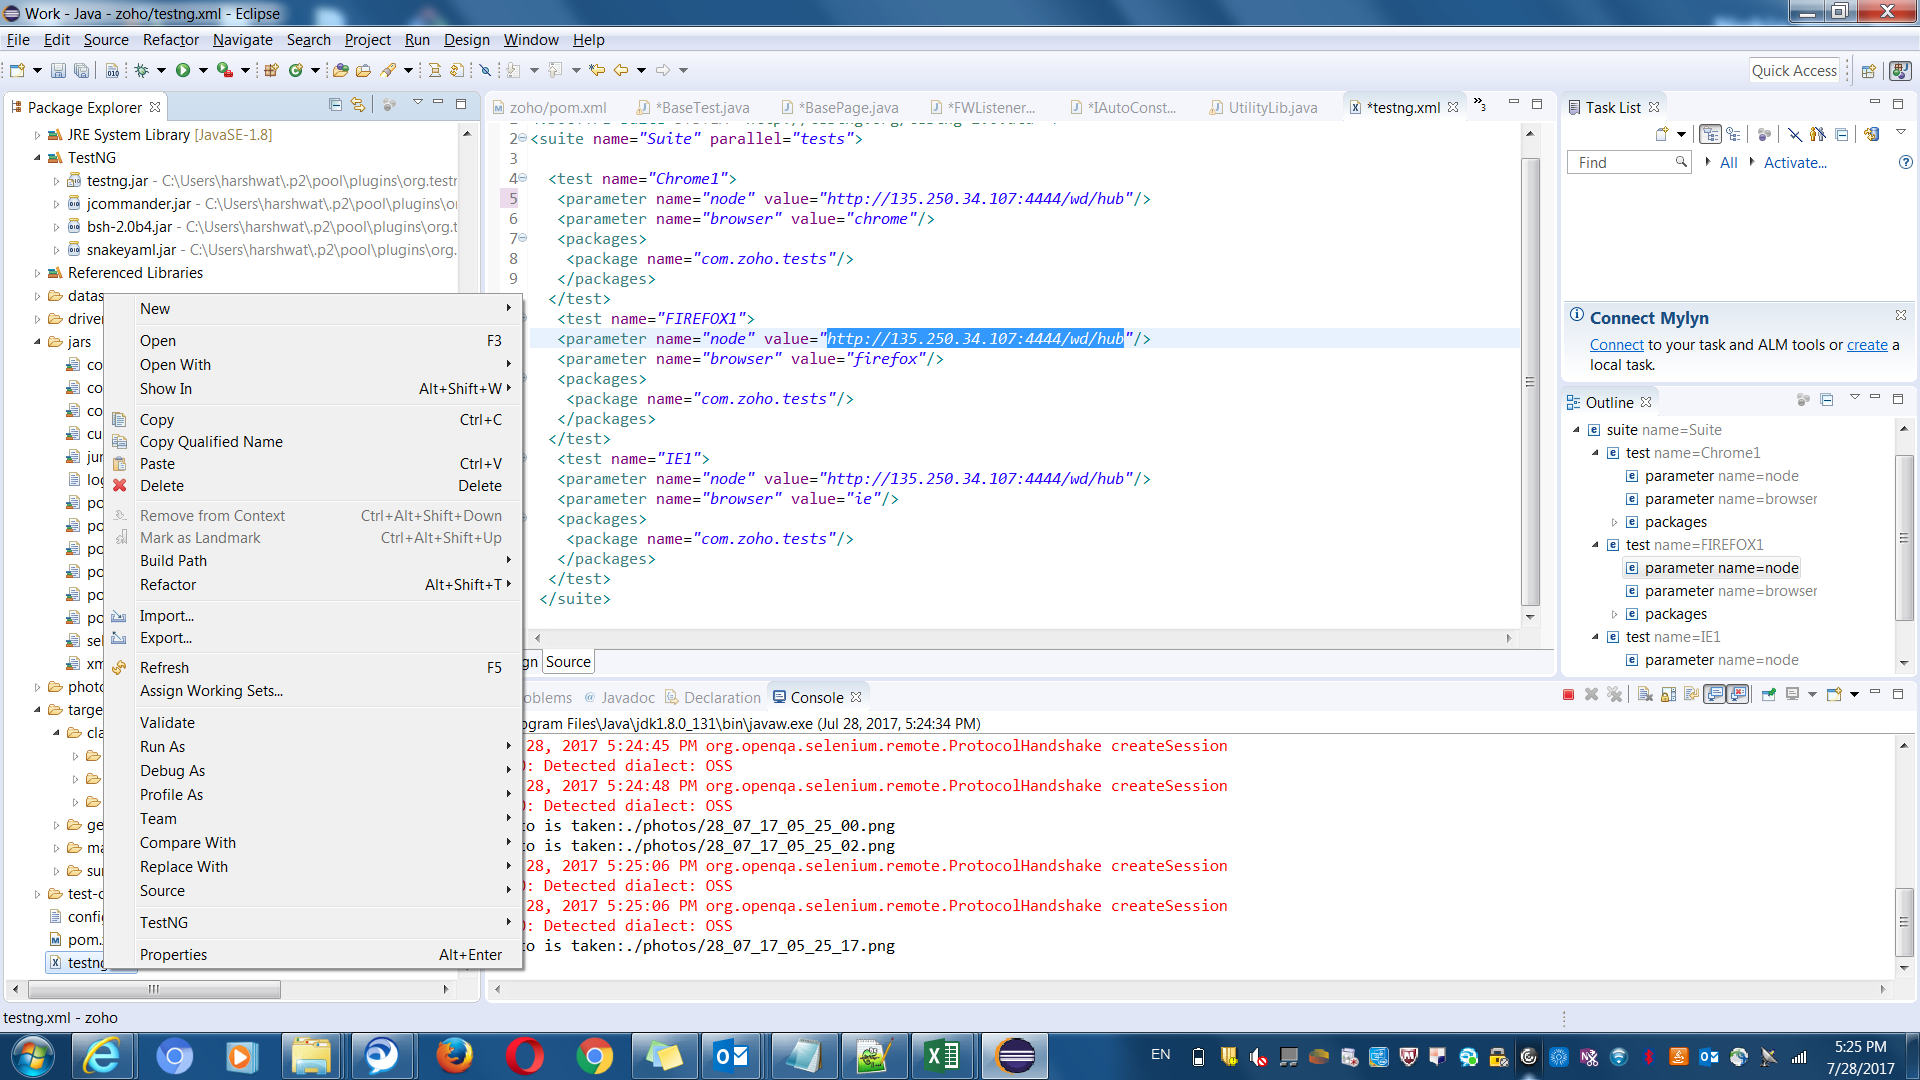 Work - Java - zoho/testng.xml - Eclipse
File Edit Source Refactor Navigate Search Project Run Design Window Help
Quick Access
Package Explorer
JRE System Library [JavaSE-1.8]
TestNG
testng.jar - C:\Users\harshwat\.p2\pool\plugins\org.testr
jcommander.jar - C:\Users\harshwat\.p2\pool\plugins\or
bsh-2.0b4.jar - C:\Users\harshwat\.p2\pool\plugins\org.t
snakeyaml.jar - C:\Users\harshwat\.p2\pool\plugins\org.
Referenced Libraries
datas
driver
jars
co
co
co
cu
jur
log
po
po
po
po
po
po
sel
xm
photo
targe
cla
ge
ma
sur
test-o
config
pom.
testng
New
Open F3
Open With
Show In Alt+Shift+W
Copy Ctrl+C
Copy Qualified Name
Paste Ctrl+V
Delete Delete
Remove from Context Ctrl+Alt+Shift+Down
Mark as Landmark Ctrl+Alt+Shift+Up
Build Path
Refactor Alt+Shift+T
Import...
Export...
Refresh F5
Assign Working Sets...
Validate
Run As
Debug As
Profile As
Team
Compare With
Replace With
Source
TestNG
Properties Alt+Enter
zoho/pom.xml *BaseTest.java *BasePage.java *FWListener... *IAutoConst... UtilityLib.java *testng.xml »3
2 <suite name="Suite" parallel="tests">
3
4 <test name="Chrome1">
5 <parameter name="node" value="http://135.250.34.107:4444/wd/hub"/>
6 <parameter name="browser" value="chrome"/>
7 <packages>
8 <package name="com.zoho.tests"/>
9 </packages>
</test>
<test name="FIREFOX1">
<parameter name="node" value="http://135.250.34.107:4444/wd/hub"/>
<parameter name="browser" value="firefox"/>
<packages>
<package name="com.zoho.tests"/>
</packages>
</test>
<test name="IE1">
<parameter name="node" value="http://135.250.34.107:4444/wd/hub"/>
<parameter name="browser" value="ie"/>
<packages>
<package name="com.zoho.tests"/>
</packages>
</test>
</suite>
gn Source
oblems Javadoc Declaration Console
ogram Files\Java\jdk1.8.0_131\bin\javaw.exe (Jul 28, 2017, 5:24:34 PM)
28, 2017 5:24:45 PM org.openqa.selenium.remote.ProtocolHandshake createSession
: Detected dialect: OSS
28, 2017 5:24:48 PM org.openqa.selenium.remote.ProtocolHandshake createSession
: Detected dialect: OSS
to is taken:./photos/28_07_17_05_25_00.png
to is taken:./photos/28_07_17_05_25_02.png
28, 2017 5:25:06 PM org.openqa.selenium.remote.ProtocolHandshake createSession
: Detected dialect: OSS
28, 2017 5:25:06 PM org.openqa.selenium.remote.ProtocolHandshake createSession
: Detected dialect: OSS
to is taken:./photos/28_07_17_05_25_17.png
Task List
Find All Activate...
Connect Mylyn
Connect to your task and ALM tools or create a
local task.
Outline
suite name=Suite
test name=Chrome1
parameter name=node
parameter name=browser
packages
test name=FIREFOX1
parameter name=node
parameter name=browser
packages
test name=IE1
parameter name=node
testng.xml - zoho
EN
5:25 PM
7/28/2017